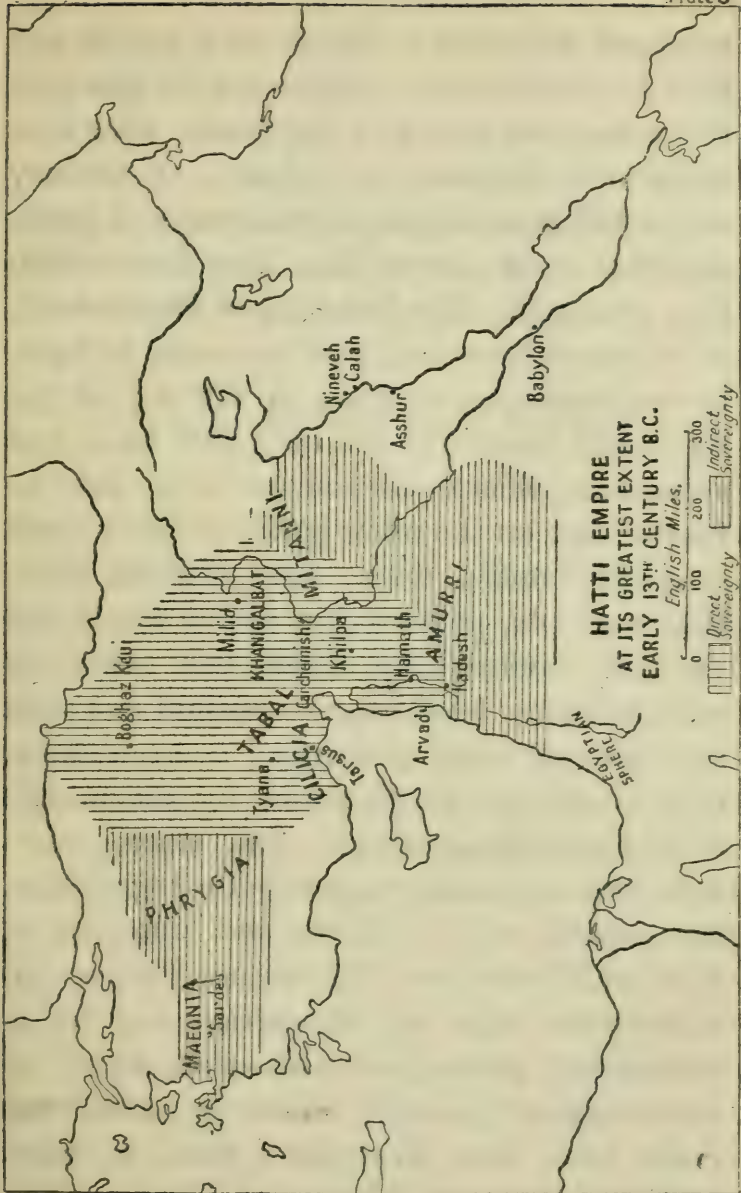 Plate 3
Boghaz Keui
Milid
KHANIGALBAT
MITANNI
Nineveh
Calah
Asshur
Babylon
TABAL
Tyana
CILICIA
Tarsus
Carchemish
Khilpa
Hamath
AMURRI
Kadesh
Arvad
PHRYGIA
MAEONIA
Sardes
EGYPTIAN
SPHERE
HATTI EMPIRE
AT ITS GREATEST EXTENT
EARLY 13TH CENTURY B.C.
English Miles.
0 100 200 300
Direct
Sovereignty
Indirect
Sovereignty